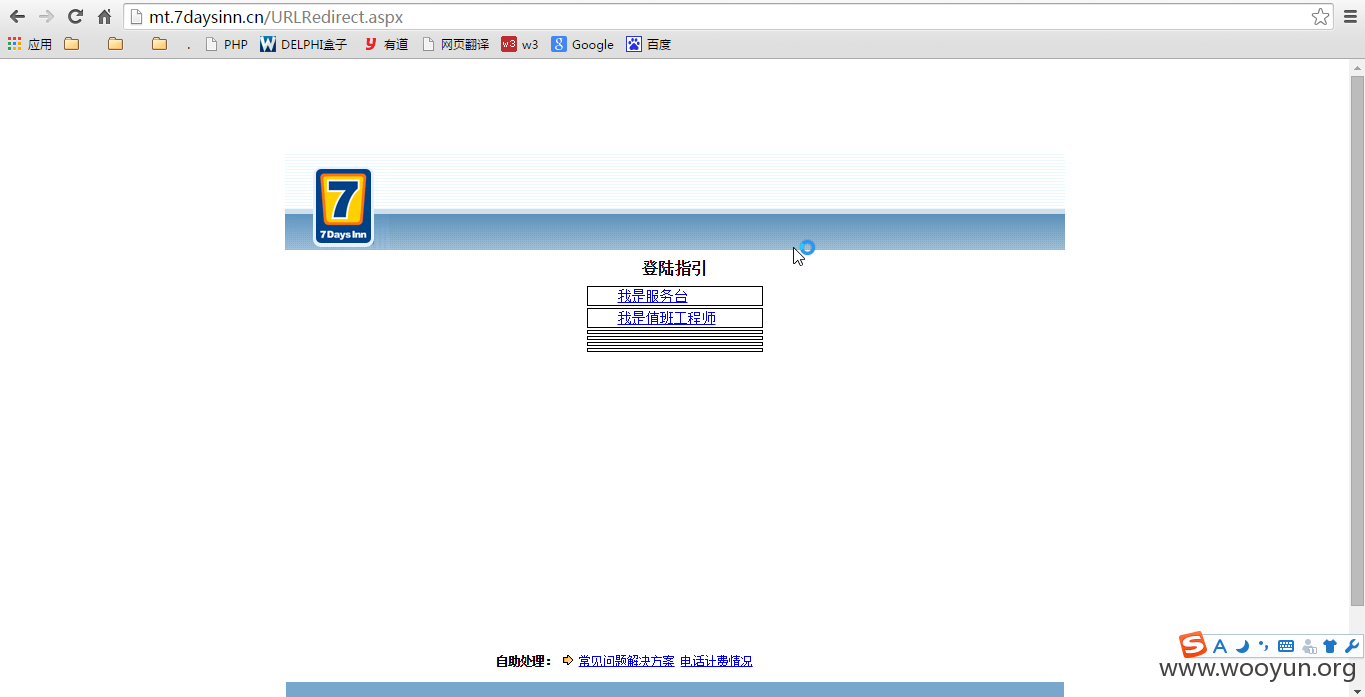 mt.7daysinn.cn/URLRedirect.aspx
应用 . PHP DELPHI盒子 有道 网页翻译 w3 w3 Google 百度
7
7 Days Inn
登陆指引
我是服务台
我是值班工程师
自助处理: 常见问题解决方案 电话计费情况
www.wooyun.org